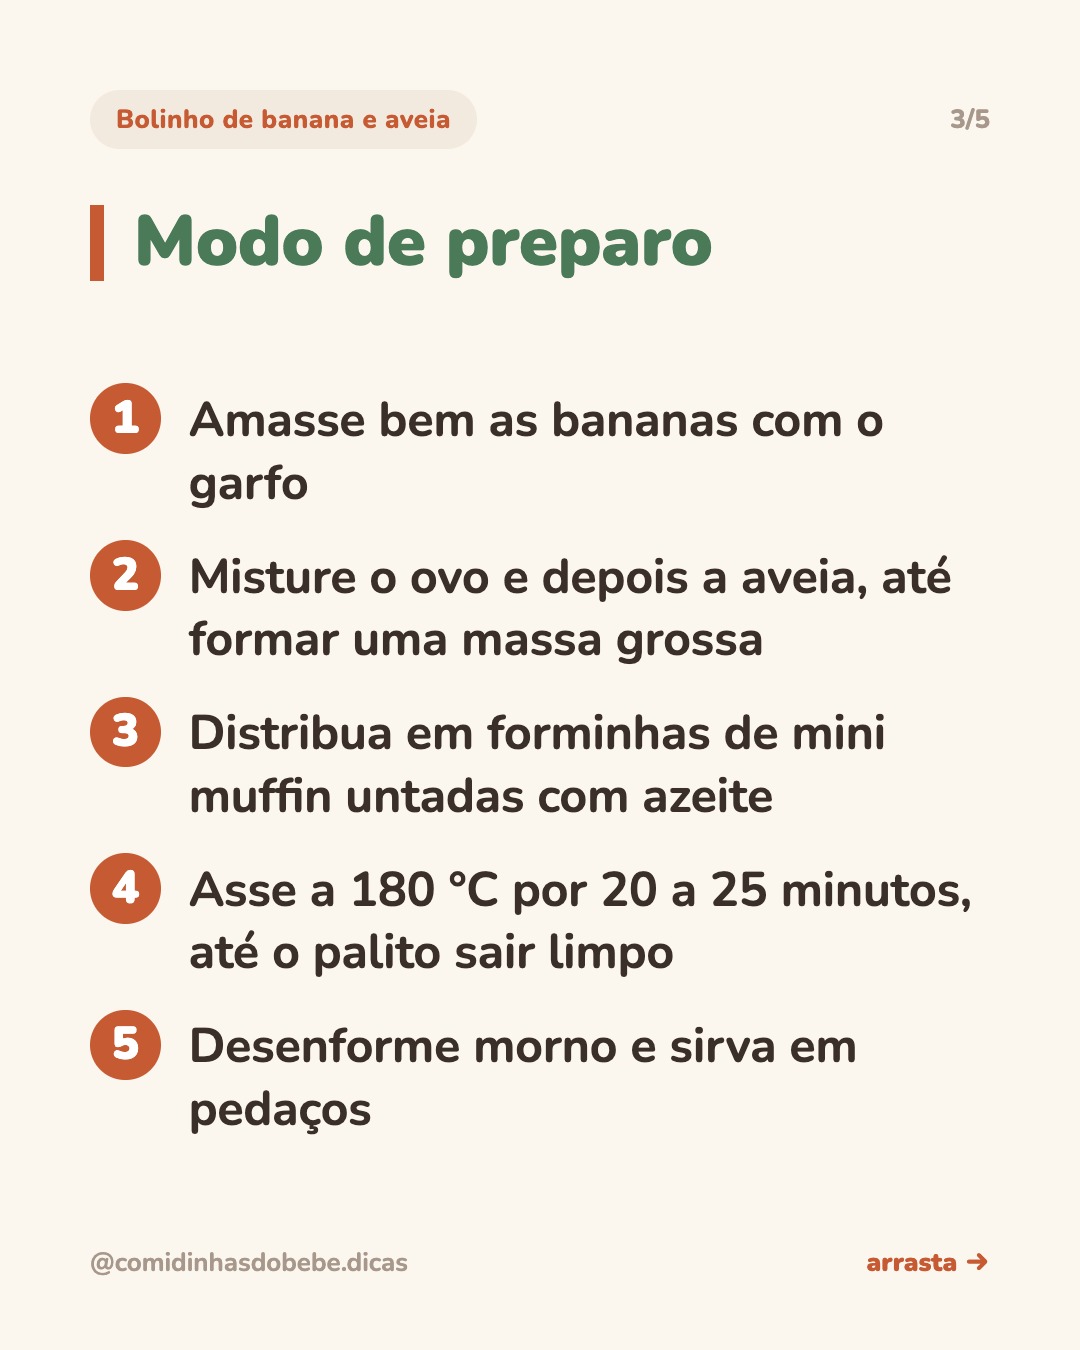 Bolinho de banana e aveia
3/5
Modo de preparo
1 Amasse bem as bananas com o
garfo
2 Misture o ovo e depois a aveia, até
formar uma massa grossa
3 Distribua em forminhas de mini
muffin untadas com azeite
4 Asse a 180 °C por 20 a 25 minutos,
até o palito sair limpo
5 Desenforme morno e sirva em
pedaços
@comidinhasdobebe.dicas
arrasta →